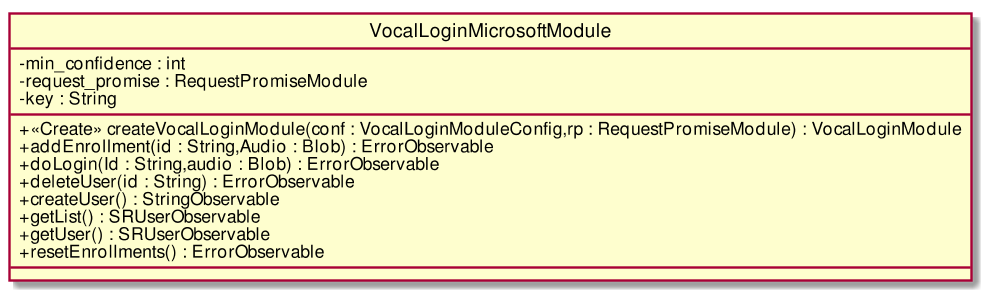 VocalLoginMicrosoftModule
-min_confidence : int
-request_promise : RequestPromiseModule
-key : String
+«Create» createVocalLoginModule(conf : VocalLoginModuleConfig,rp : RequestPromiseModule) : VocalLoginModule
+addEnrollment(id : String,Audio : Blob) : ErrorObservable
+doLogin(Id : String,audio : Blob) : ErrorObservable
+deleteUser(id : String) : ErrorObservable
+createUser() : StringObservable
+getList() : SRUserObservable
+getUser() : SRUserObservable
+resetEnrollments() : ErrorObservable